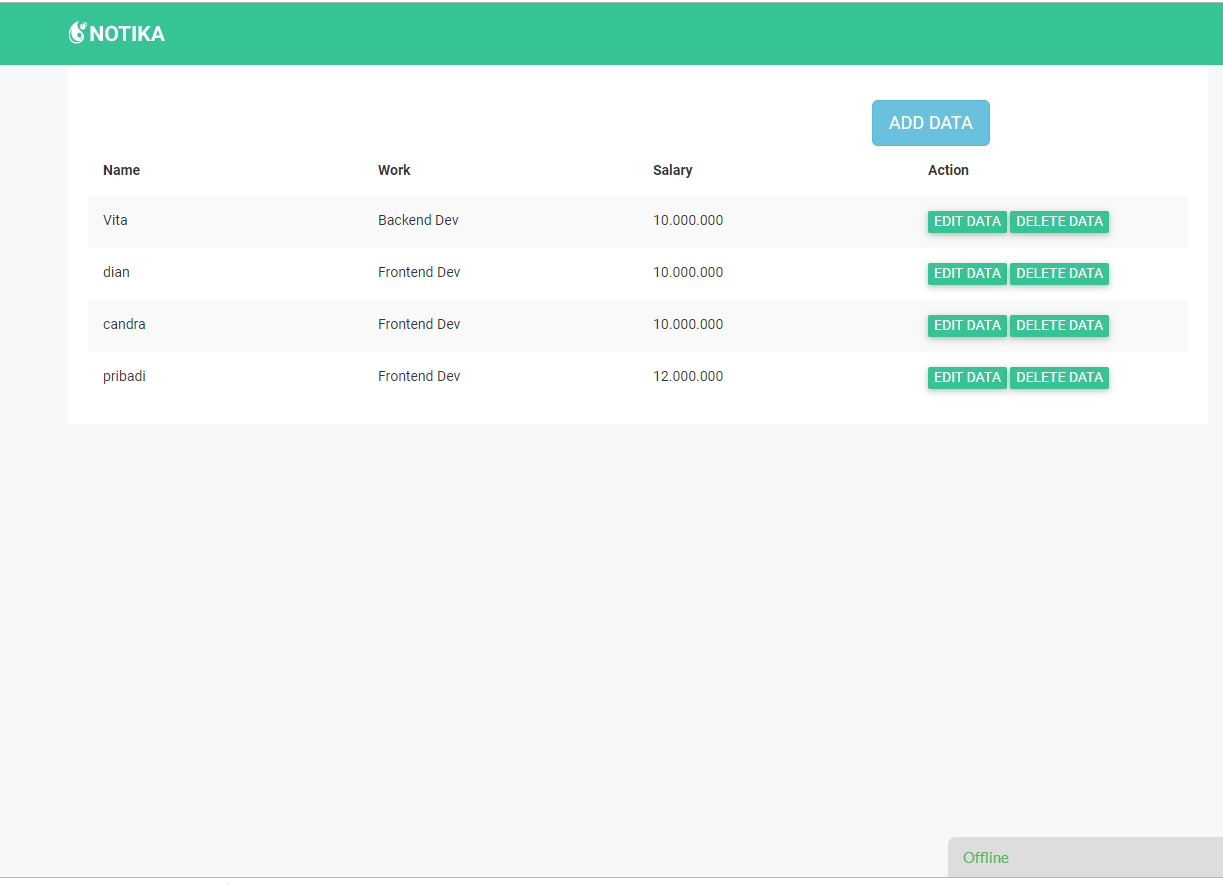 NOTIKA
ADD DATA
Name Work Salary Action
Vita Backend Dev 10.000.000 EDIT DATA DELETE DATA
dian Frontend Dev 10.000.000 EDIT DATA DELETE DATA
candra Frontend Dev 10.000.000 EDIT DATA DELETE DATA
pribadi Frontend Dev 12.000.000 EDIT DATA DELETE DATA
Offline